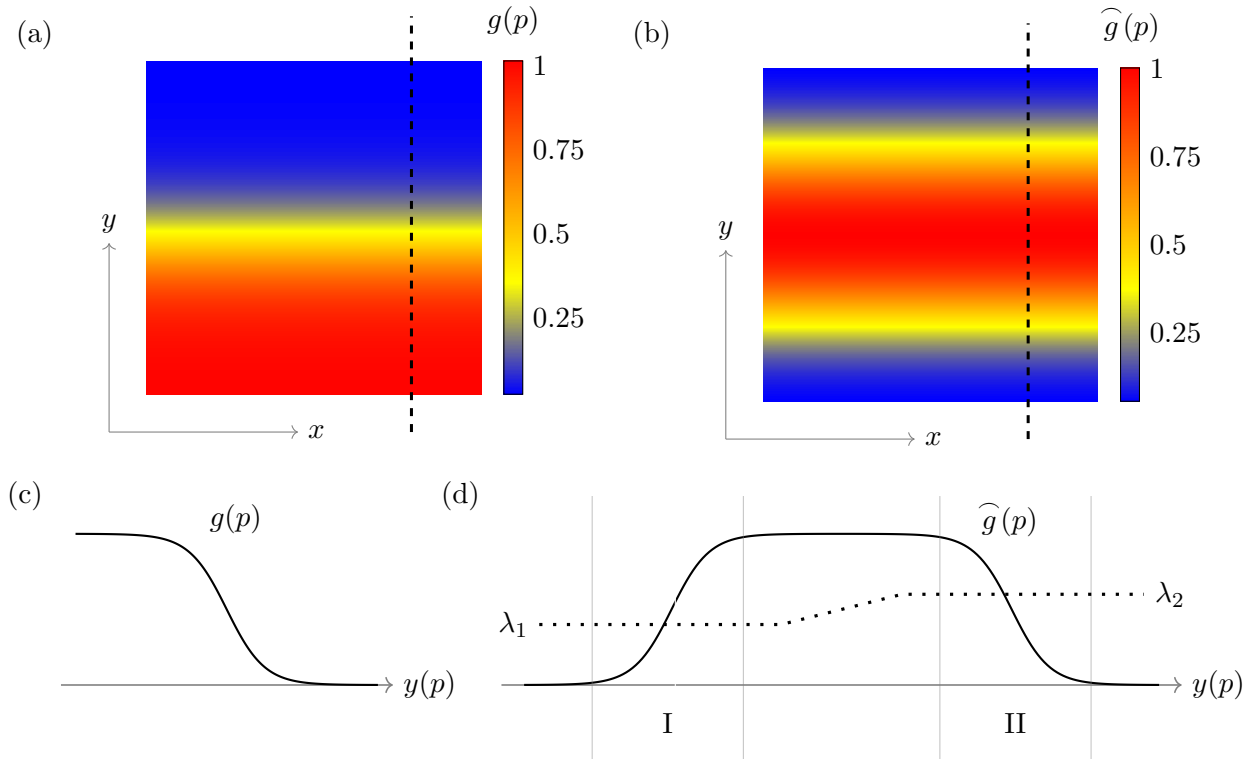 (a)
g(p)
1
0.75
0.5
0.25
y
x
(b)
g͡(p)
1
0.75
0.5
0.25
y
x
(c)
g(p)
y(p)
(d)
g͡(p)
λ₁
λ₂
y(p)
I
II